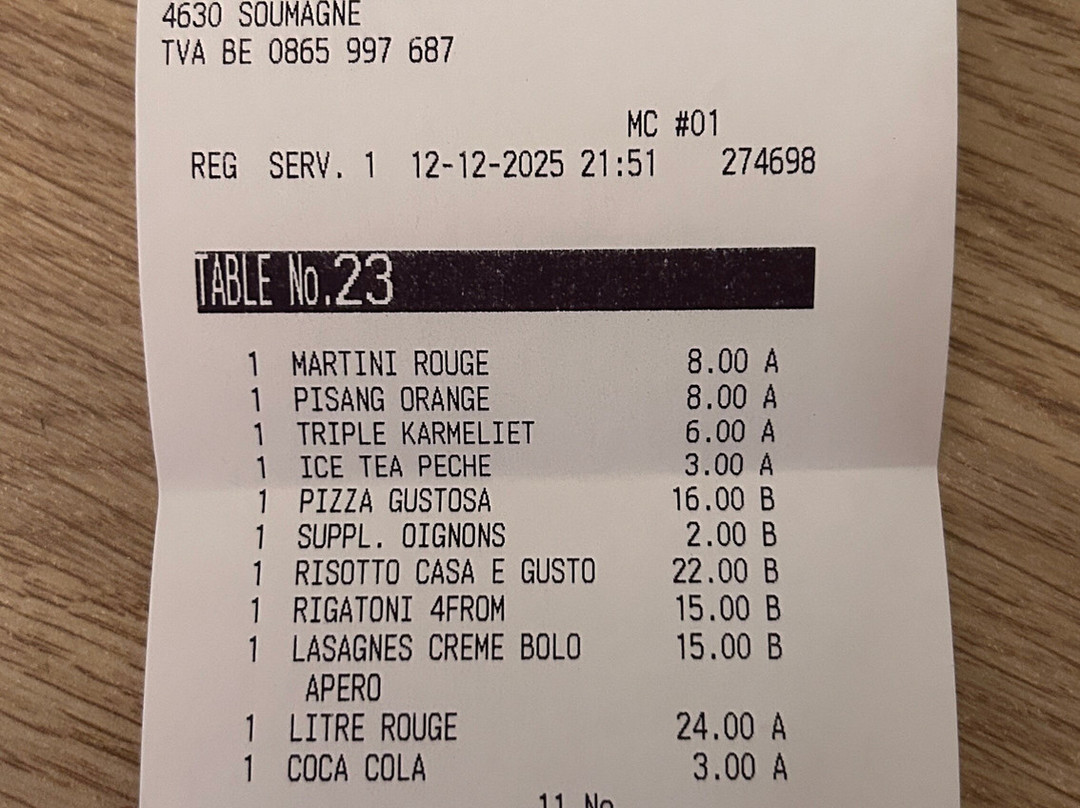 4630 SOUMAGNE
TVA BE 0865 997 687
MC #01
REG SERV. 1 12-12-2025 21:51 274698
TABLE No.23
1 MARTINI ROUGE 8.00 A
1 PISANG ORANGE 8.00 A
1 TRIPLE KARMELIET 6.00 A
1 ICE TEA PECHE 3.00 A
1 PIZZA GUSTOSA 16.00 B
1 SUPPL. OIGNONS 2.00 B
1 RISOTTO CASA E GUSTO 22.00 B
1 RIGATONI 4FROM 15.00 B
1 LASAGNES CREME BOLO 15.00 B
APERO
1 LITRE ROUGE 24.00 A
1 COCA COLA 3.00 A
11 No